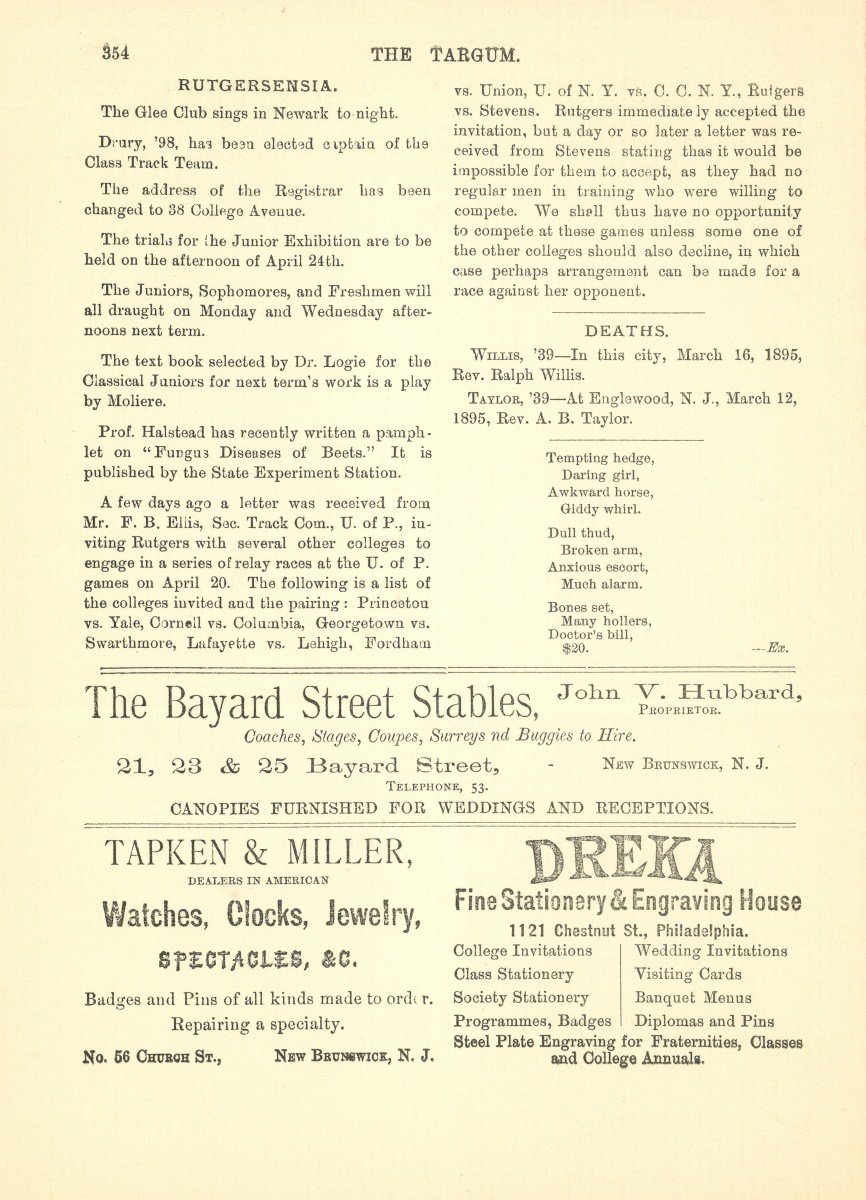 354
THE TARGUM.
RUTGERSENSIA.
The Glee Club sings in Newark to-night.
Drury, '98, has been elected captain of the
Class Track Team.
The address of the Registrar has been
changed to 38 College Avenue.
The trials for the Junior Exhibition are to be
held on the afternoon of April 24th.
The Juniors, Sophomores, and Freshmen will
all draught on Monday and Wednesday after-
noons next term.
The text book selected by Dr. Logie for the
Classical Juniors for next term's work is a play
by Moliere.
Prof. Halstead has recently written a pamph-
let on "Fungus Diseases of Beets." It is
published by the State Experiment Station.
A few days ago a letter was received from
Mr. F. B. Ellis, Sec. Track Com., U. of P., in-
viting Rutgers with several other colleges to
engage in a series of relay races at the U. of P.
games on April 20. The following is a list of
the colleges invited and the pairing: Princeton
vs. Yale, Cornell vs. Columbia, Georgetown vs.
Swarthmore, Lafayette vs. Lehigh, Fordham
vs. Union, U. of N. Y. vs. C. C. N. Y., Rutgers
vs. Stevens. Rutgers immediately accepted the
invitation, but a day or so later a letter was re-
ceived from Stevens stating thas it would be
impossible for them to accept, as they had no
regular men in training who were willing to
compete. We shall thus have no opportunity
to compete at these games unless some one of
the other colleges should also decline, in which
case perhaps arrangement can be made for a
race against her opponent.
DEATHS.
WILLIS, '39—In this city, March 16, 1895,
Rev. Ralph Willis.
TAYLOR, '39—At Englewood, N. J., March 12,
1895, Rev. A. B. Taylor.
Tempting hedge,
Daring girl,
Awkward horse,
Giddy whirl.
Dull thud,
Broken arm,
Anxious escort,
Much alarm.
Bones set,
Many hollers,
Doctor's bill,
$20. —Ex.
The Bayard Street Stables, John V. Hubbard,
PROPRIETOR.
Coaches, Stages, Coupes, Surreys nd Buggies to Hire.
21, 23 & 25 Bayard Street, - NEW BRUNSWICK, N. J.
TELEPHONE, 53.
CANOPIES FURNISHED FOR WEDDINGS AND RECEPTIONS.
TAPKEN & MILLER,
DEALERS IN AMERICAN
Watches, Clocks, Jewelry,
SPECTACLES, &C.
Badges and Pins of all kinds made to order.
Repairing a specialty.
No. 56 CHURCH ST., NEW BRUNSWICK, N. J.
DREKA
Fine Stationery & Engraving House
1121 Chestnut St., Philadelphia.
College Invitations
Class Stationery
Society Stationery
Programmes, Badges
Wedding Invitations
Visiting Cards
Banquet Menus
Diplomas and Pins
Steel Plate Engraving for Fraternities, Classes
and College Annuals.